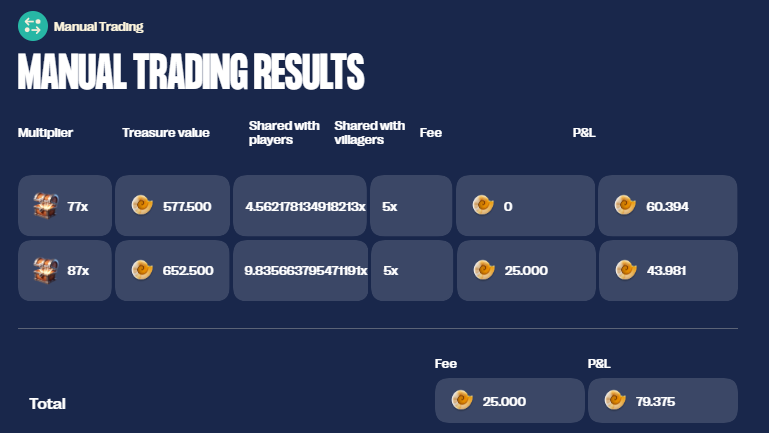 Manual Trading
MANUAL TRADING RESULTS
Multiplier Treasure value Shared with players Shared with villagers Fee P&L
77x 577.500 4.562178134918213x 5x 0 60.394
87x 652.500 9.835663795471191x 5x 25.000 43.981
Fee P&L
Total 25.000 79.375